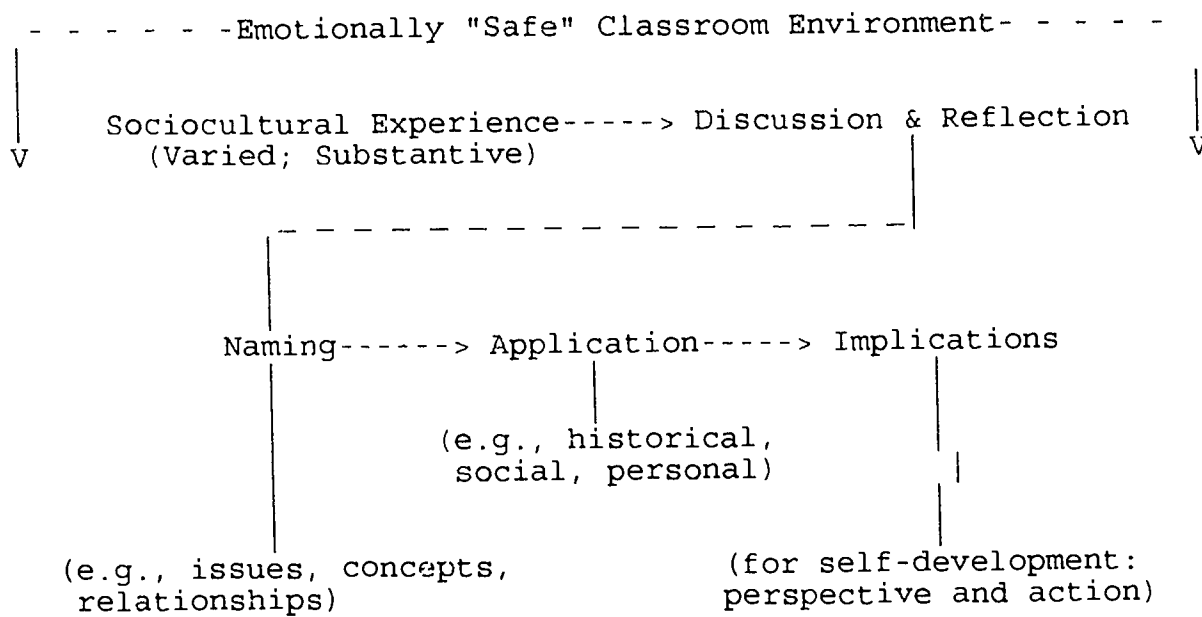 - - - - - -Emotionally "Safe" Classroom Environment- - - - -
Sociocultural Experience-----> Discussion & Reflection
V (Varied; Substantive) V
Naming------> Application-----> Implications
(e.g., historical,
social, personal)
(e.g., issues, concepts,
relationships)
(for self-development:
perspective and action)